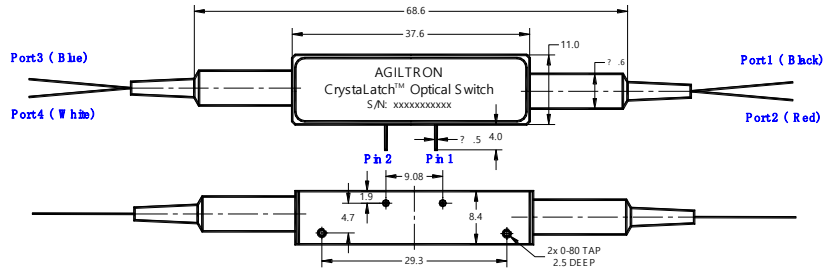 68.6
37.6
Port3 ( Blue)
Port4 ( White)
AGILTRON
CrystaLatch™ Optical Switch
S/N: xxxxxxxxxxx
11.0
? .6
Port1 ( Black)
Port2 ( Red)
? .5
4.0
Pin 2
Pin 1
9.08
1.9
4.7
8.4
29.3
2x 0-80 TAP
2.5 DEEP